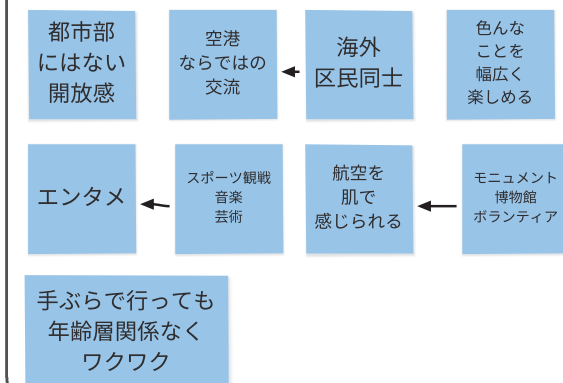 都市部
にはない
開放感
空港
ならではの
交流
海外
区民同士
色んな
ことを
幅広く
楽しめる
エンタメ
スポーツ観戦
音楽
芸術
航空を
肌で
感じられる
モニュメント
博物館
ボランティア
手ぶらで行っても
年齢層関係なく
ワクワク